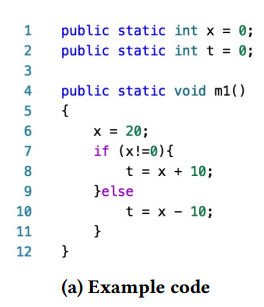 1 public static int x = 0;
2 public static int t = 0;
3
4 public static void m1()
5 {
6     x = 20;
7     if (x!=0){
8         t = x + 10;
9     }else
10         t = x - 10;
11     }
12 }
(a) Example code